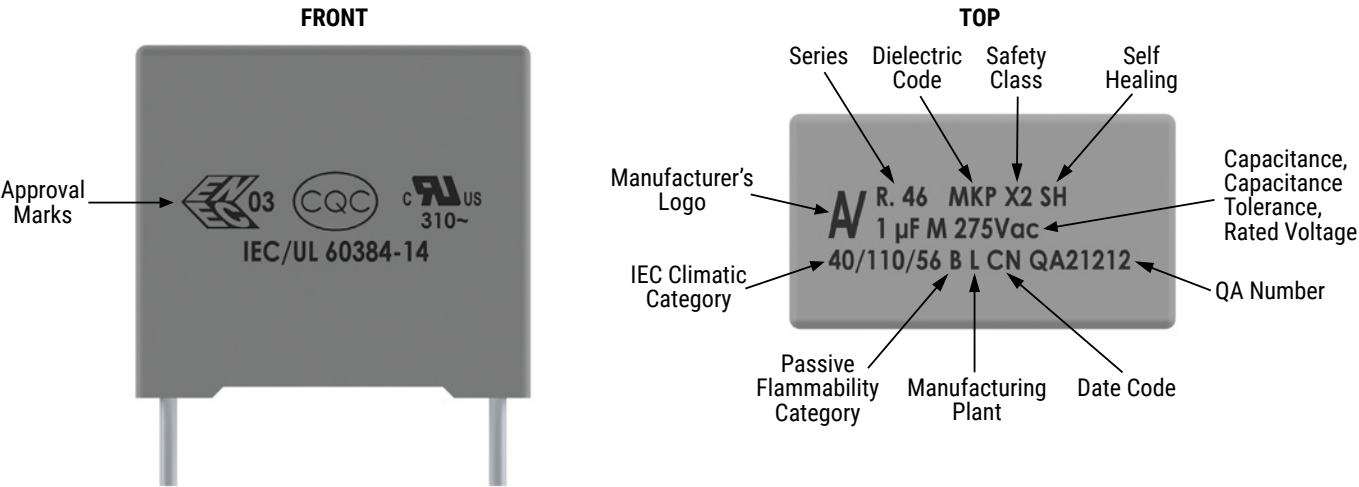 FRONT
Approval
Marks
ENEC 03
CQC
C US
310~
IEC/UL 60384-14
TOP
Series
Dielectric
Code
Safety
Class
Self
Healing
Manufacturer's
Logo
R. 46 MKP X2 SH
1 µF M 275Vac
40/110/56 B L CN QA21212
Capacitance,
Capacitance
Tolerance,
Rated Voltage
IEC Climatic
Category
QA Number
Passive
Flammability
Category
Manufacturing
Plant
Date Code